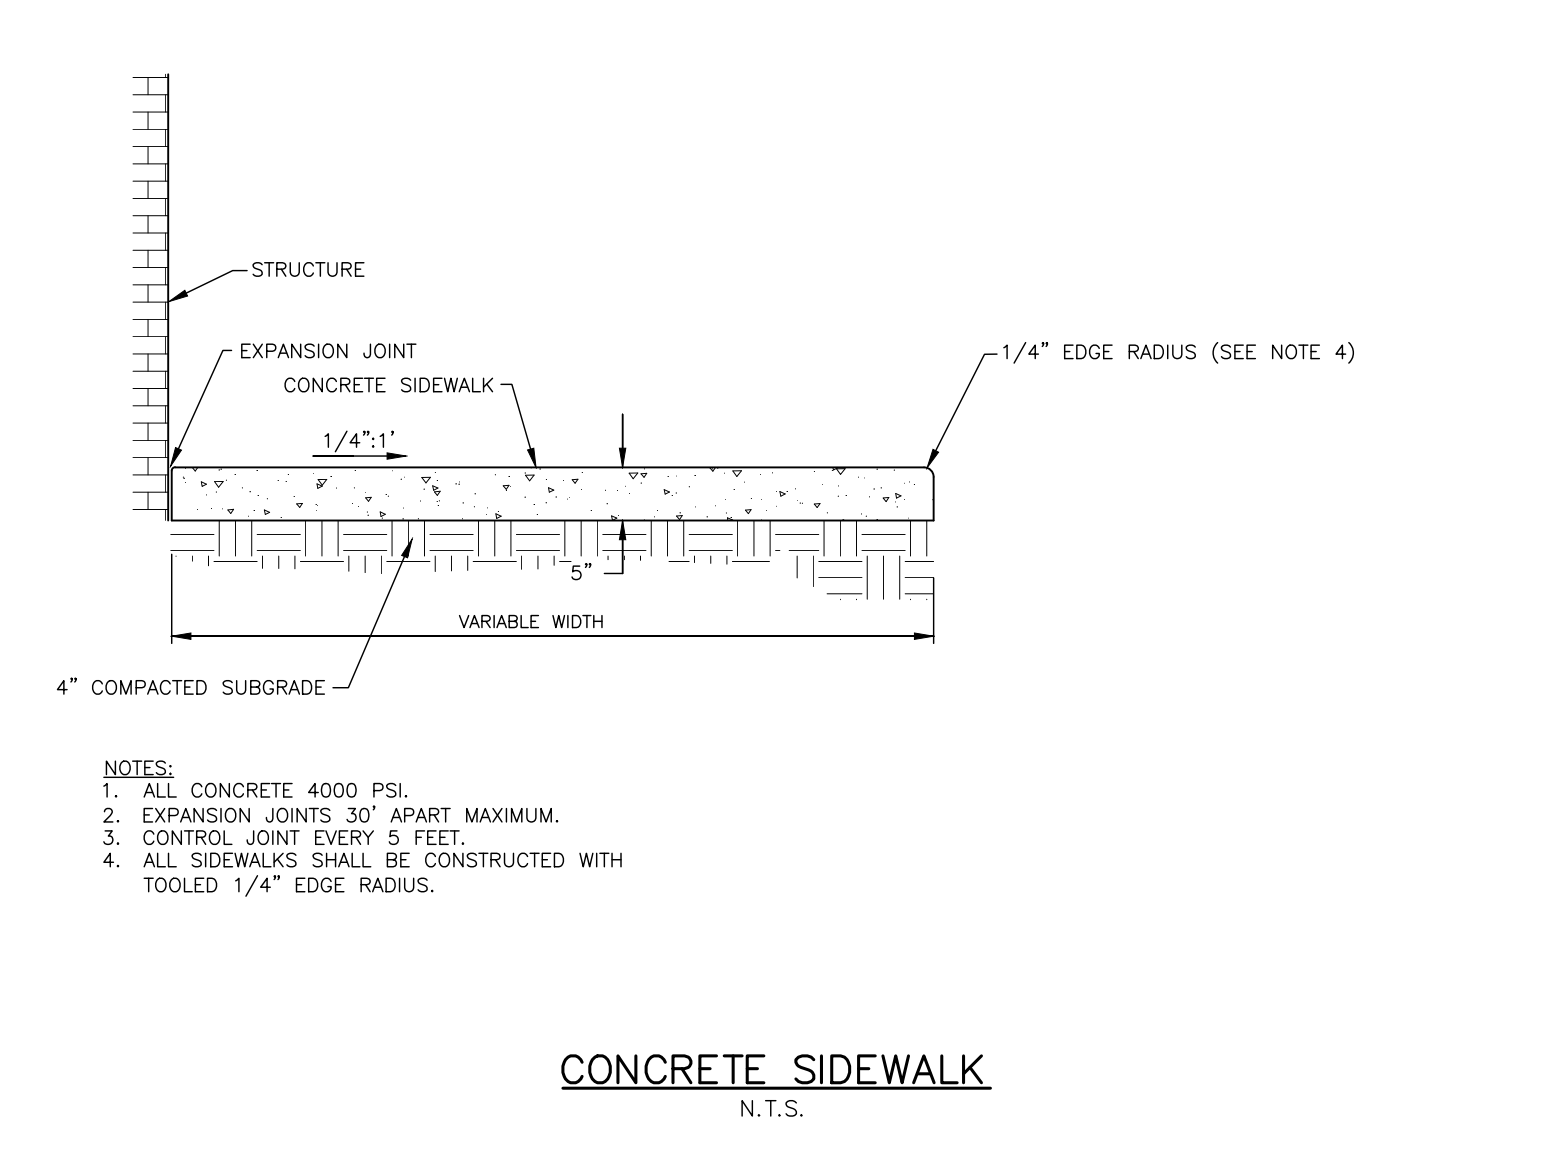 STRUCTURE
EXPANSION JOINT
1/4" EDGE RADIUS (SEE NOTE 4)
CONCRETE SIDEWALK
1/4":1'
5"
VARIABLE WIDTH
4" COMPACTED SUBGRADE
NOTES:
1. ALL CONCRETE 4000 PSI.
2. EXPANSION JOINTS 30' APART MAXIMUM.
3. CONTROL JOINT EVERY 5 FEET.
4. ALL SIDEWALKS SHALL BE CONSTRUCTED WITH
TOOLED 1/4" EDGE RADIUS.
CONCRETE SIDEWALK
N.T.S.